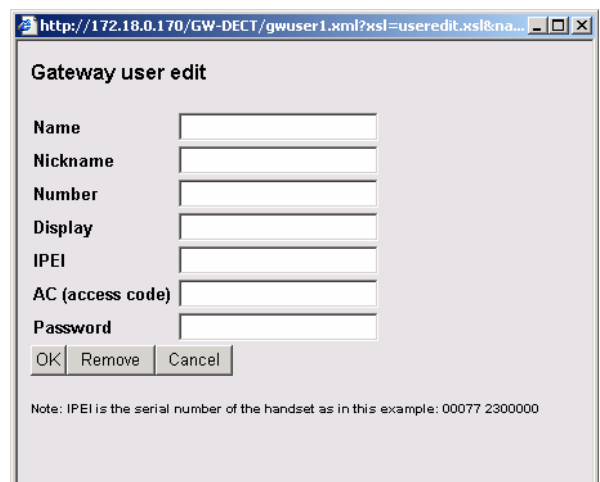 http://172.18.0.170/GW-DECT/gwuser1.xml?xsl=useredit.xsl&na...
Gateway user edit
Name
Nickname
Number
Display
IPEI
AC (access code)
Password
OK Remove Cancel
Note: IPEI is the serial number of the handset as in this example: 00077 2300000